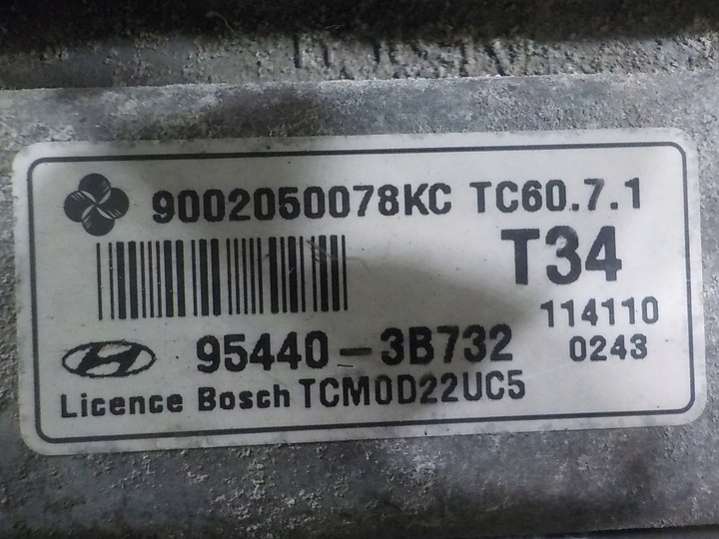 9002050078KC TC60.7.1
T34
114110
95440-3B732 0243
Licence Bosch TCM0D22UC5